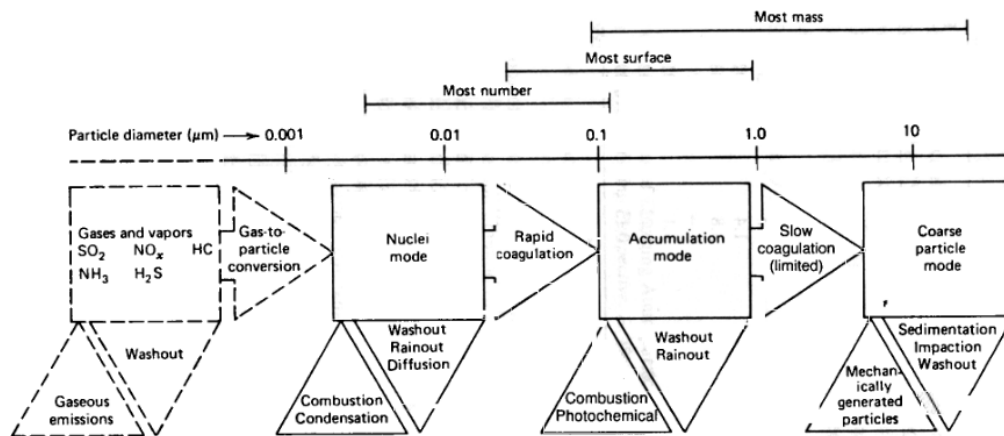 Most mass
Most surface
Most number
Particle diameter (μm) → 0.001 0.01 0.1 1.0 10
Gases and vapors
SO₂ NOₓ HC
NH₃ H₂S
Gas-to-
particle
conversion
Nuclei
mode
Rapid
coagulation
Accumulation
mode
Slow
coagulation
(limited)
Coarse
particle
mode
Gaseous
emissions
Washout
Combustion
Condensation
Washout
Rainout
Diffusion
Combustion
Photochemical
Washout
Rainout
Mechan-
ically
generated
particles
Sedimentation
Impaction
Washout